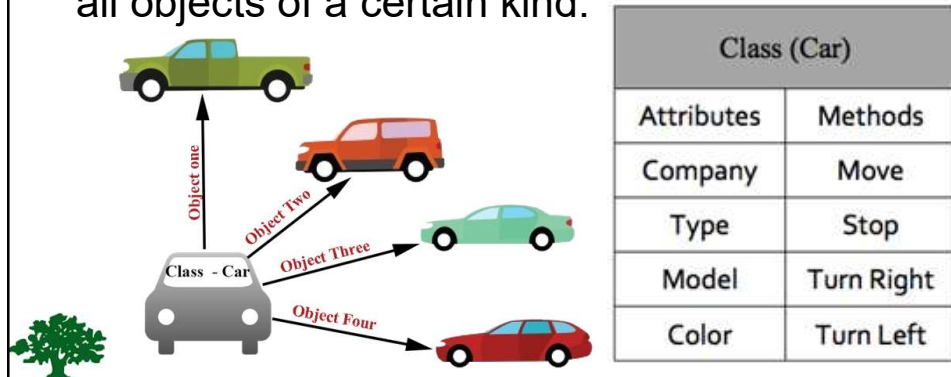 all objects of a certain kind.
Object one
Object Two
Object Three
Object Four
Class - Car
Class (Car)
Attributes Methods
Company Move
Type Stop
Model Turn Right
Color Turn Left